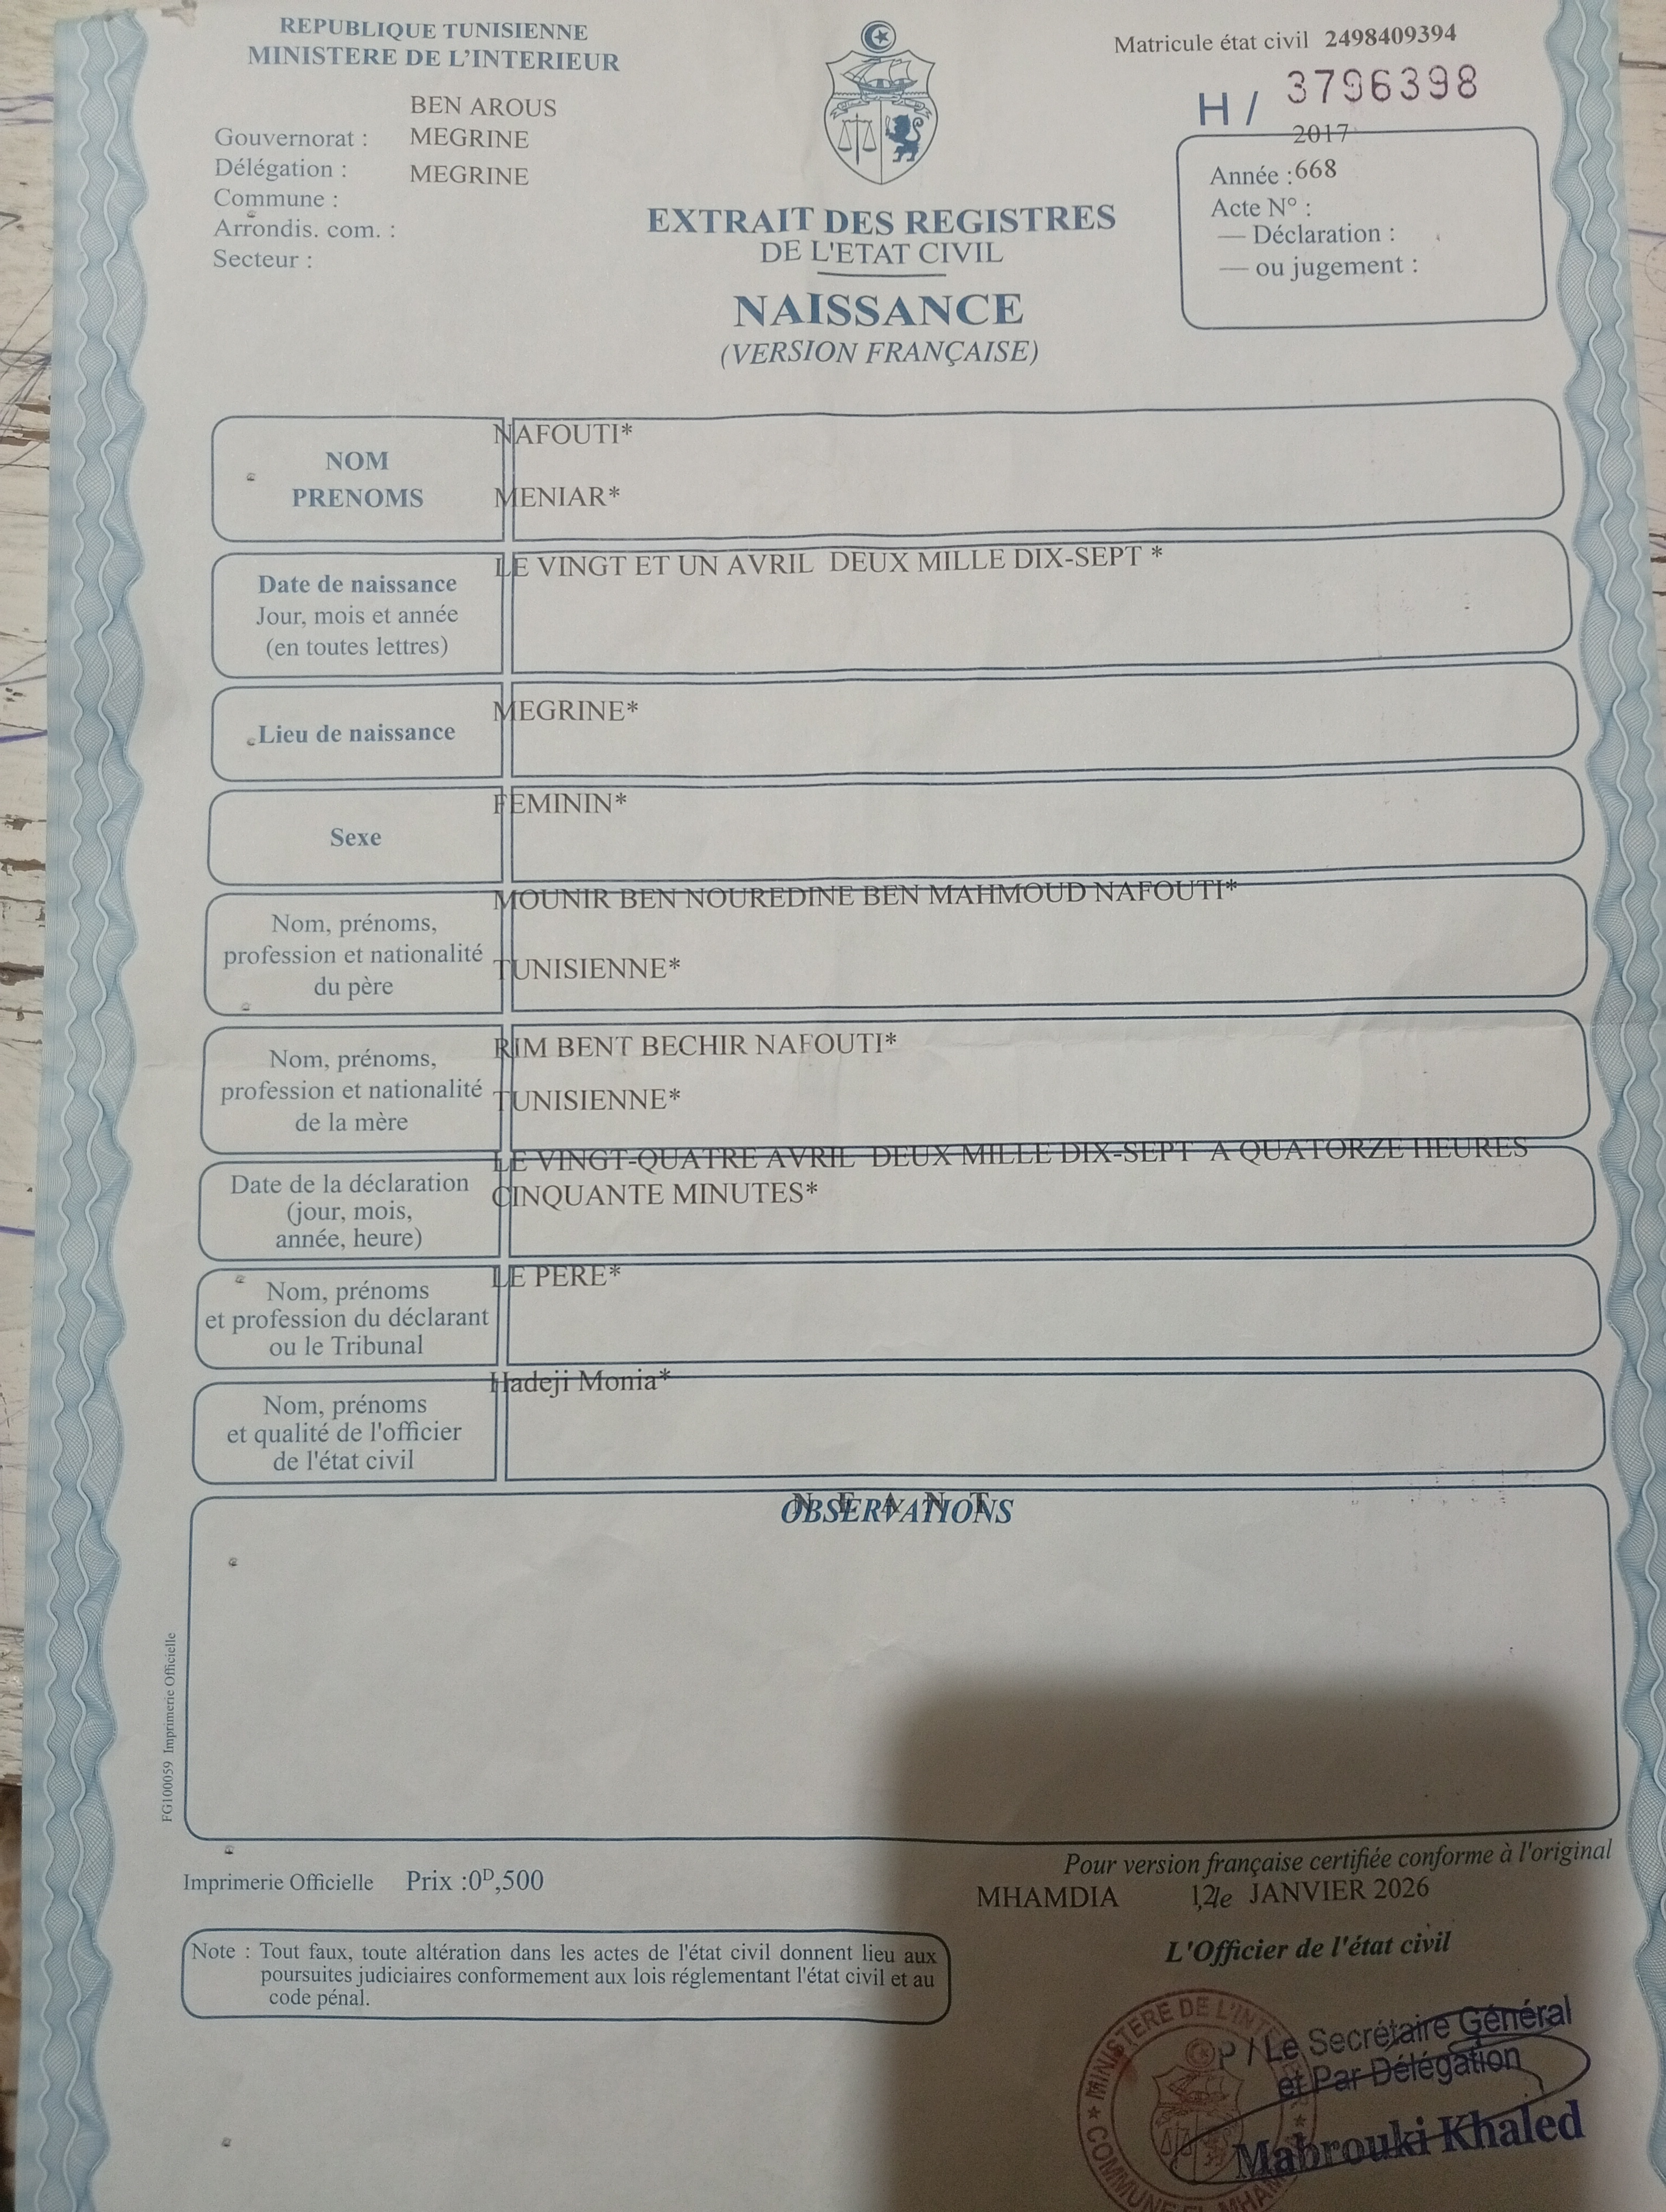 REPUBLIQUE TUNISIENNE
MINISTERE DE L'INTERIEUR
BEN AROUS
Gouvernorat : MEGRINE
Délégation : MEGRINE
Commune :
Arrondis. com. :
Secteur :
EXTRAIT DES REGISTRES
DE L'ETAT CIVIL
NAISSANCE
(VERSION FRANÇAISE)
Matricule état civil 2498409394
H / 3796398
2017
Année : 668
Acte N° :
— Déclaration :
— ou jugement :
NOM
PRENOMS
NAFOUTI*
MENIAR*
Date de naissance
Jour, mois et année
(en toutes lettres)
LE VINGT ET UN AVRIL DEUX MILLE DIX-SEPT *
Lieu de naissance
MEGRINE*
Sexe
FEMININ*
Nom, prénoms,
profession et nationalité
du père
MOUNIR BEN NOUREDINE BEN MAHMOUD NAFOUTI*
TUNISIENNE*
Nom, prénoms,
profession et nationalité
de la mère
RIM BENT BECHIR NAFOUTI*
TUNISIENNE*
Date de la déclaration
(jour, mois,
année, heure)
LE VINGT-QUATRE AVRIL DEUX MILLE DIX-SEPT A QUATORZE HEURES
CINQUANTE MINUTES*
Nom, prénoms
et profession du déclarant
ou le Tribunal
LE PERE*
Nom, prénoms
et qualité de l'officier
de l'état civil
Hadeji Monia*
OBSERVATIONS
N E A N T
FG100059 Imprimerie Officielle
Imprimerie Officielle Prix :0D,500
Pour version française certifiée conforme à l'original
MHAMDIA 12 le JANVIER 2026
L'Officier de l'état civil
Note : Tout faux, toute altération dans les actes de l'état civil donnent lieu aux
poursuites judiciaires conformement aux lois réglementant l'état civil et au
code pénal.
P / Le Secrétaire Général
et Par Délégation
Mabrouki Khaled